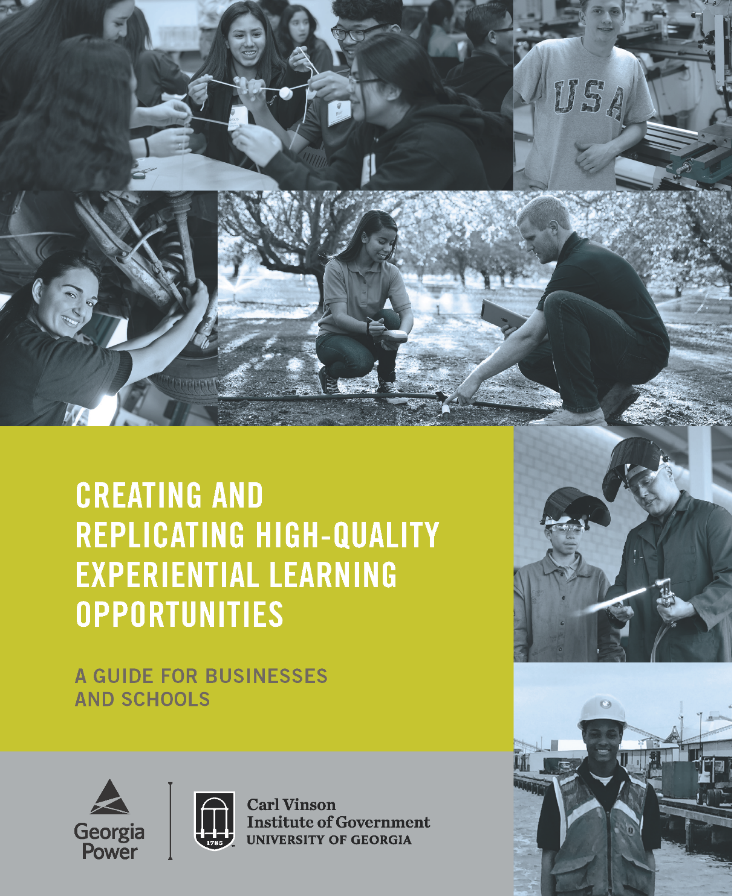 USA
CREATING AND
REPLICATING HIGH-QUALITY
EXPERIENTIAL LEARNING
OPPORTUNITIES
A GUIDE FOR BUSINESSES
AND SCHOOLS
Georgia
Power
1785
Carl Vinson
Institute of Government
UNIVERSITY OF GEORGIA